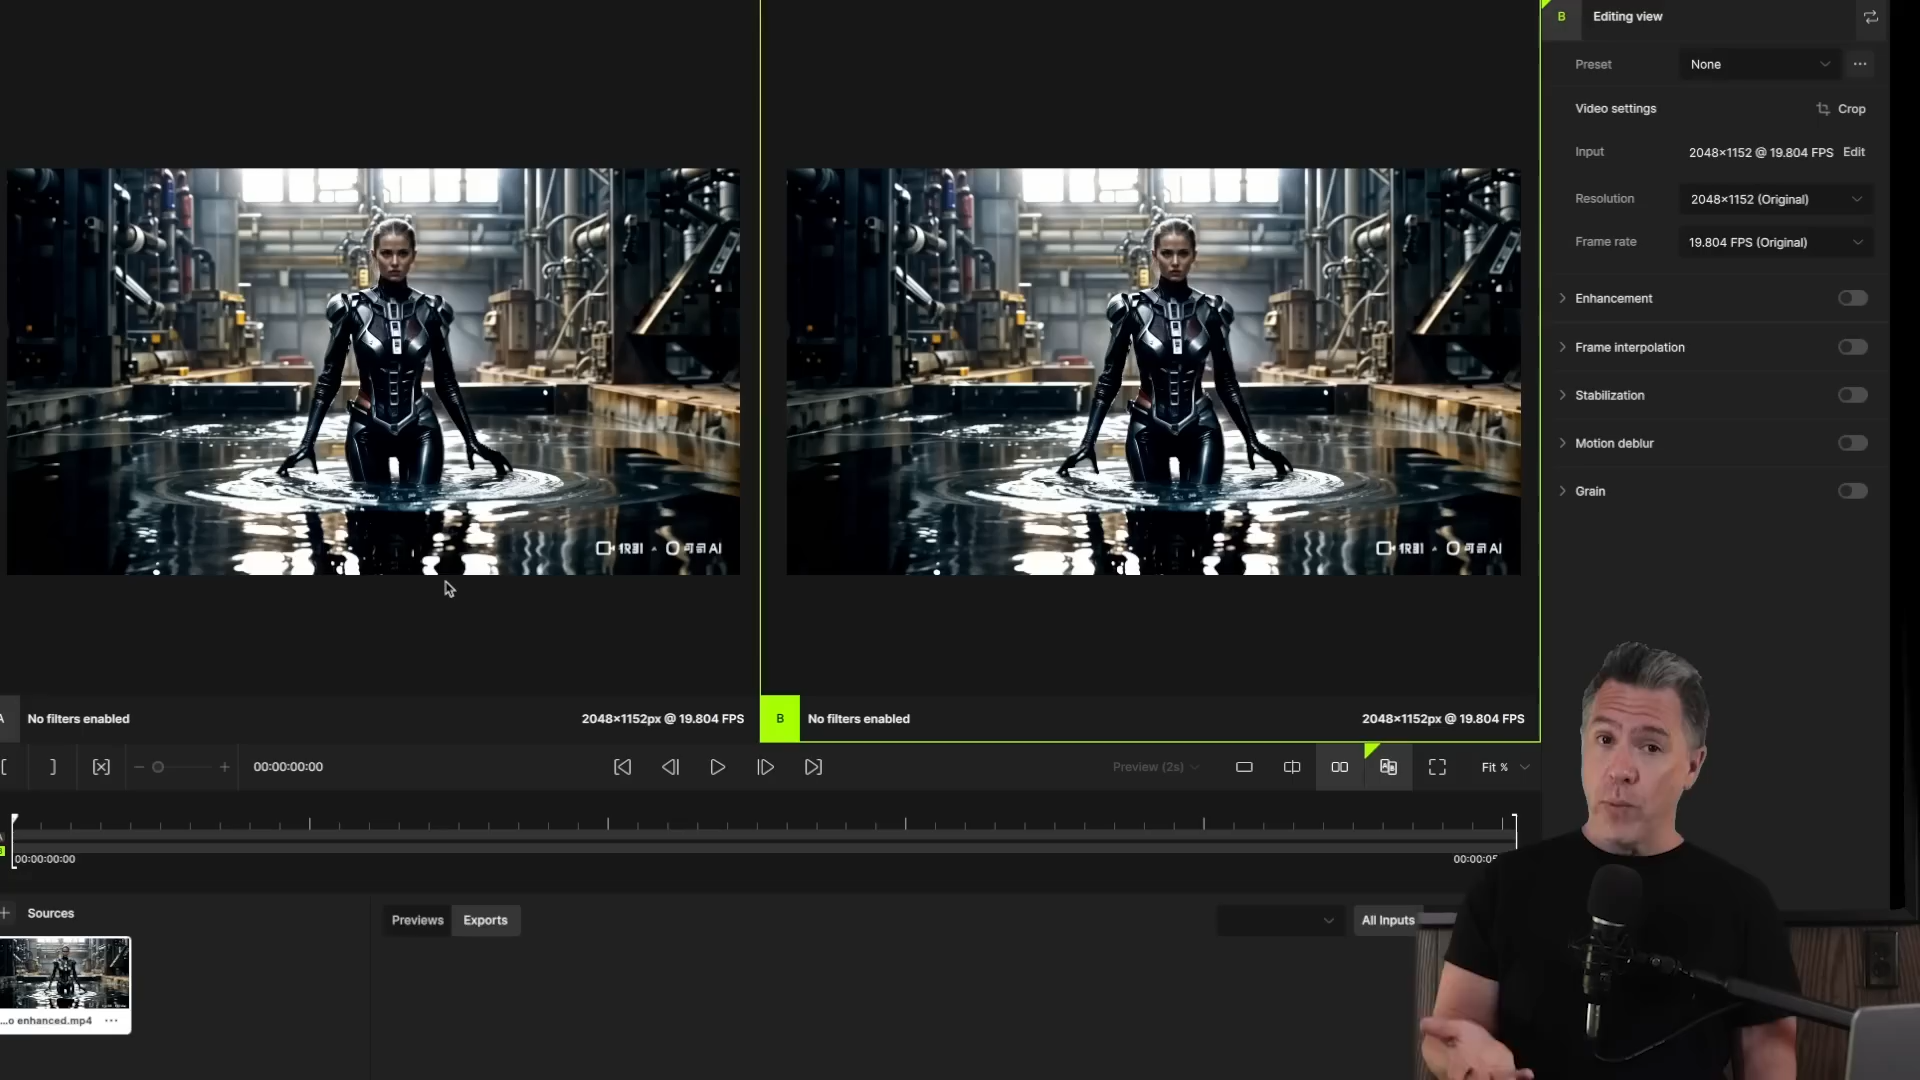 B Editing view
Preset None
Video settings Crop
Input 2048×1152 @ 19.804 FPS Edit
Resolution 2048×1152 (Original)
Frame rate 19.804 FPS (Original)
Enhancement
Frame interpolation
Stabilization
Motion deblur
Grain
AI
AI
A No filters enabled 2048×1152px @ 19.804 FPS
B No filters enabled 2048×1152px @ 19.804 FPS
00:00:00:00
Preview (2s)
Fit %
00:00:00:00
Sources
Previews Exports
All Inputs
...o enhanced.mp4